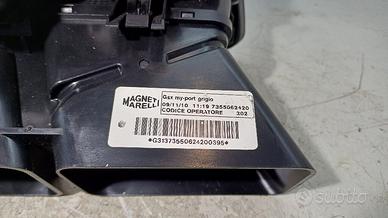 MAGNETI
MARELLI
Gsx my-port grigio
09/11/10 11:19 7355062420
CODICE OPERATORE 302
*G31373550624200395*
subito